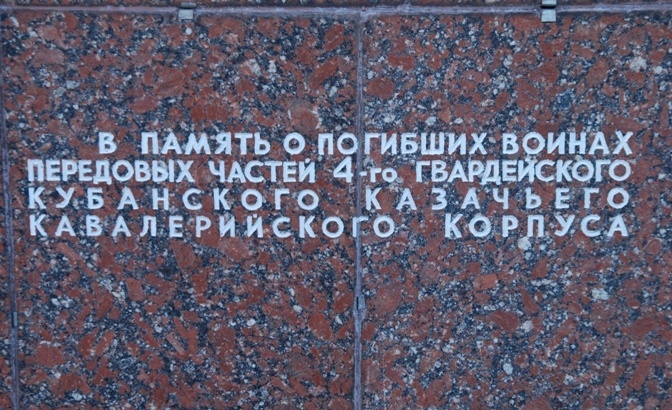 В ПАМЯТЬ О ПОГИБШИХ ВОИНАХ
ПЕРЕДОВЫХ ЧАСТЕЙ 4-го ГВАРДЕЙСКОГО
КУБАНСКОГО КАЗАЧЬЕГО
КАВАЛЕРИЙСКОГО КОРПУСА